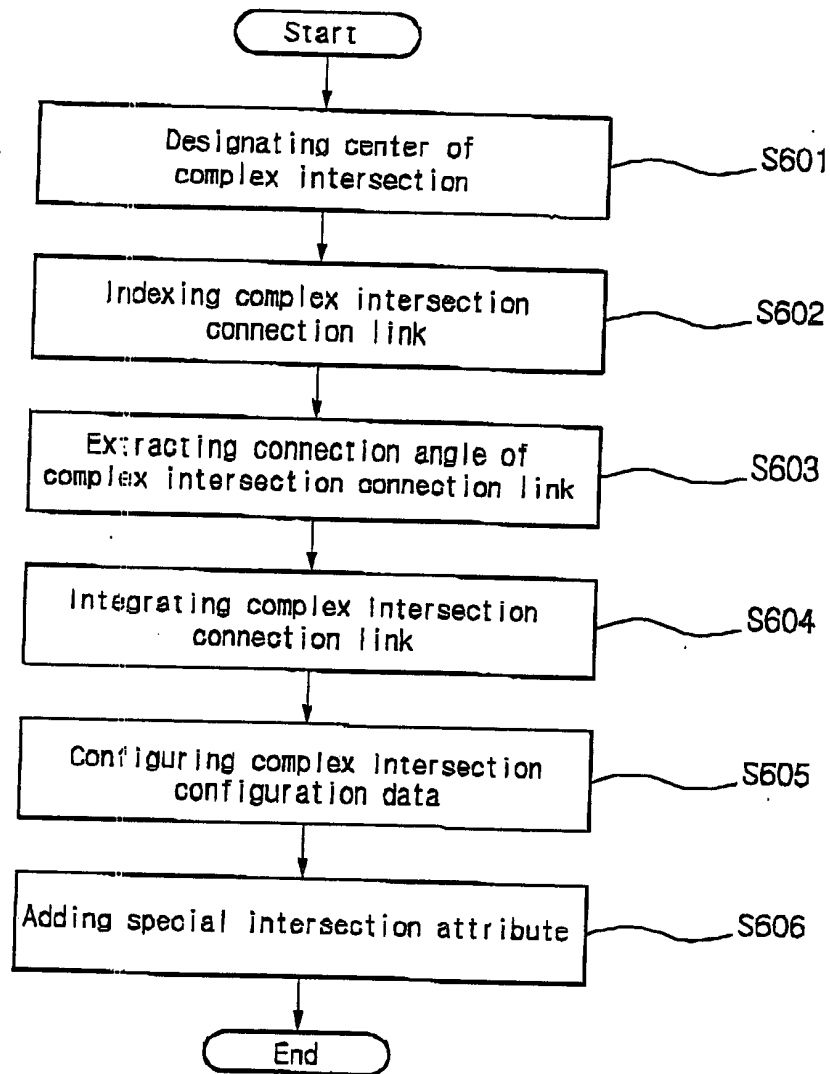 Start
Designating center of
complex intersection
S601
Indexing complex intersection
connection link
S602
Extracting connection angle of
complex intersection connection link
S603
Integrating complex intersection
connection link
S604
Configuring complex intersection
configuration data
S605
Adding special intersection attribute
S606
End